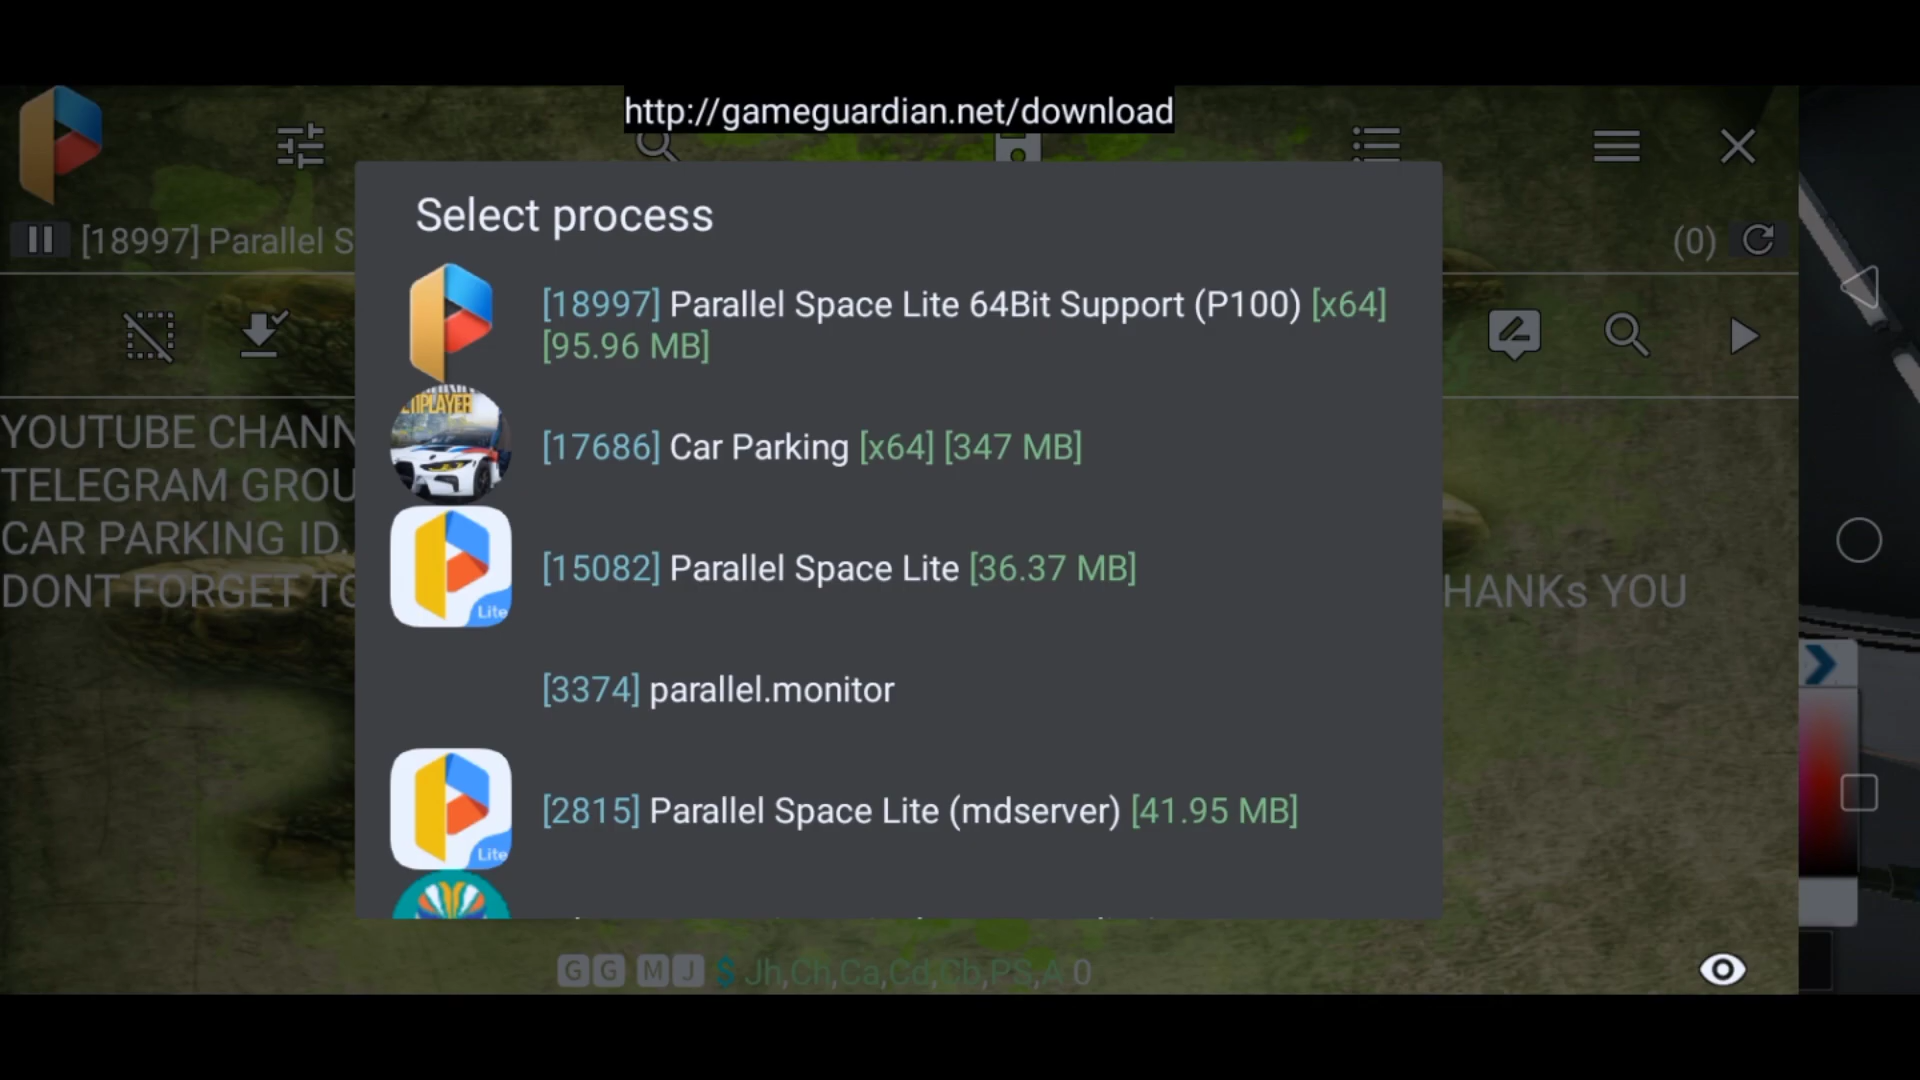 http://gameguardian.net/download
[18997] Parallel S
(0)
Select process
[18997] Parallel Space Lite 64Bit Support (P100) [x64]
[95.96 MB]
[17686] Car Parking [x64] [347 MB]
[15082] Parallel Space Lite [36.37 MB]
Lite
[3374] parallel.monitor
[2815] Parallel Space Lite (mdserver) [41.95 MB]
Lite
YOUTUBE CHANN
TELEGRAM GROU
CAR PARKING ID
DONT FORGET TO
HANKs YOU
GG MJ $ Jh,Ch,Ca,Cd,Cb,PS,A 0